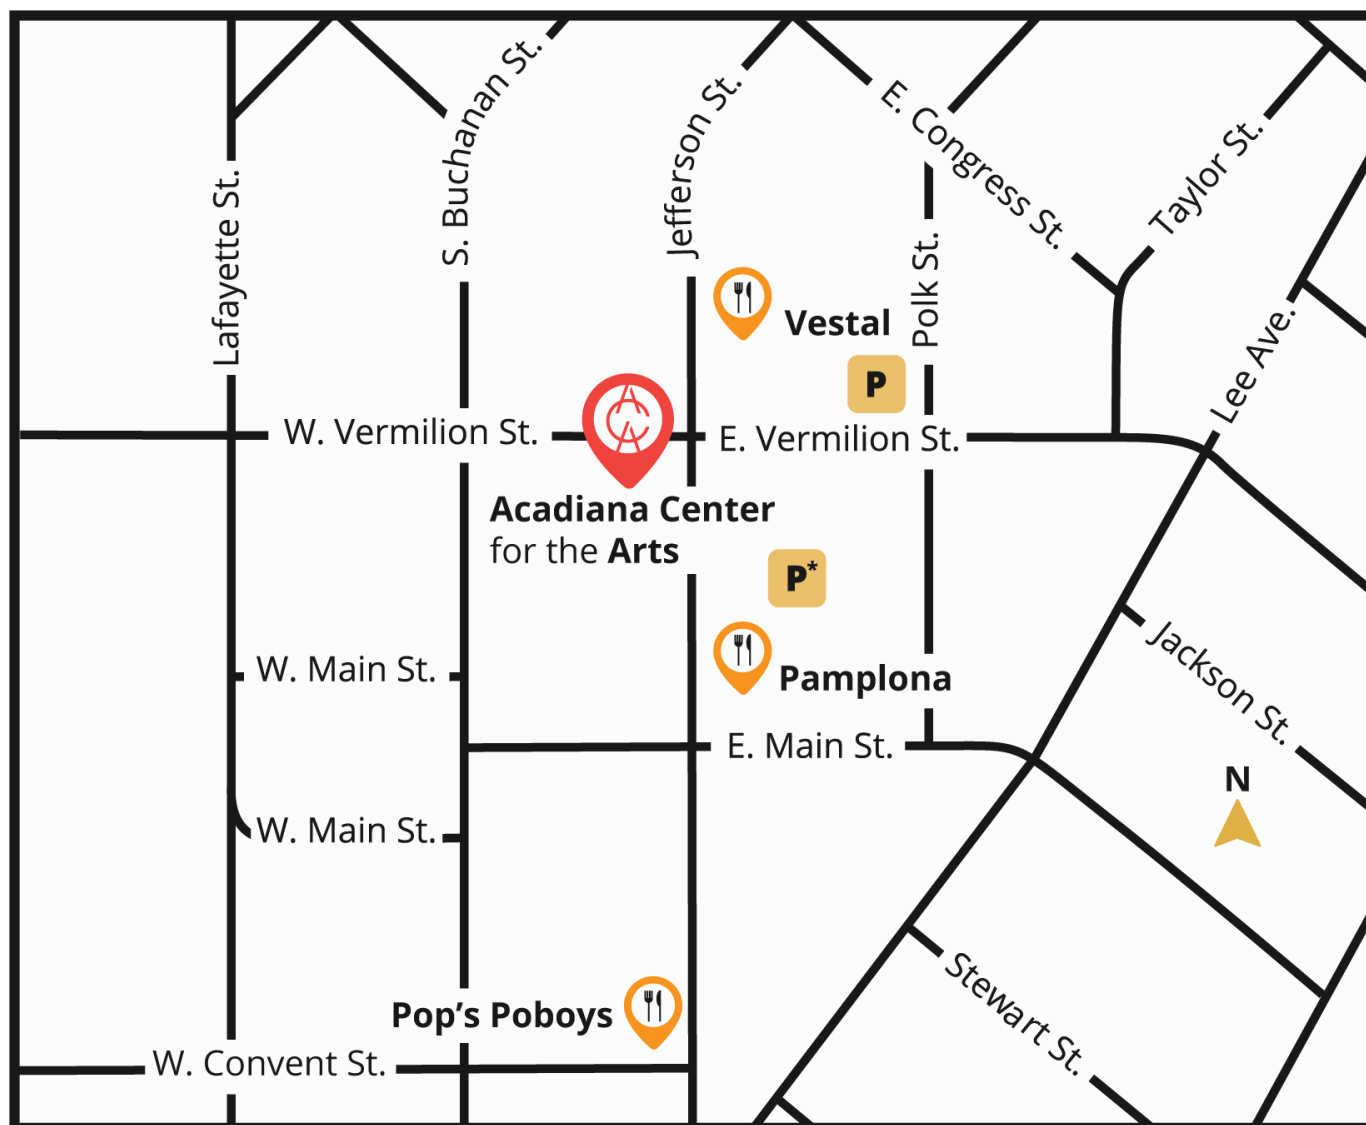 S. Buchanan St.
Jefferson St.
E. Congress St.
Taylor St.
Lafayette St.
Polk St.
Vestal
Lee Ave.
P
W. Vermilion St.
E. Vermilion St.
Acadiana Center
for the Arts
P*
Jackson St.
W. Main St.
Pamplona
E. Main St.
N
W. Main St.
Pop’s Poboys
Stewart St.
W. Convent St.